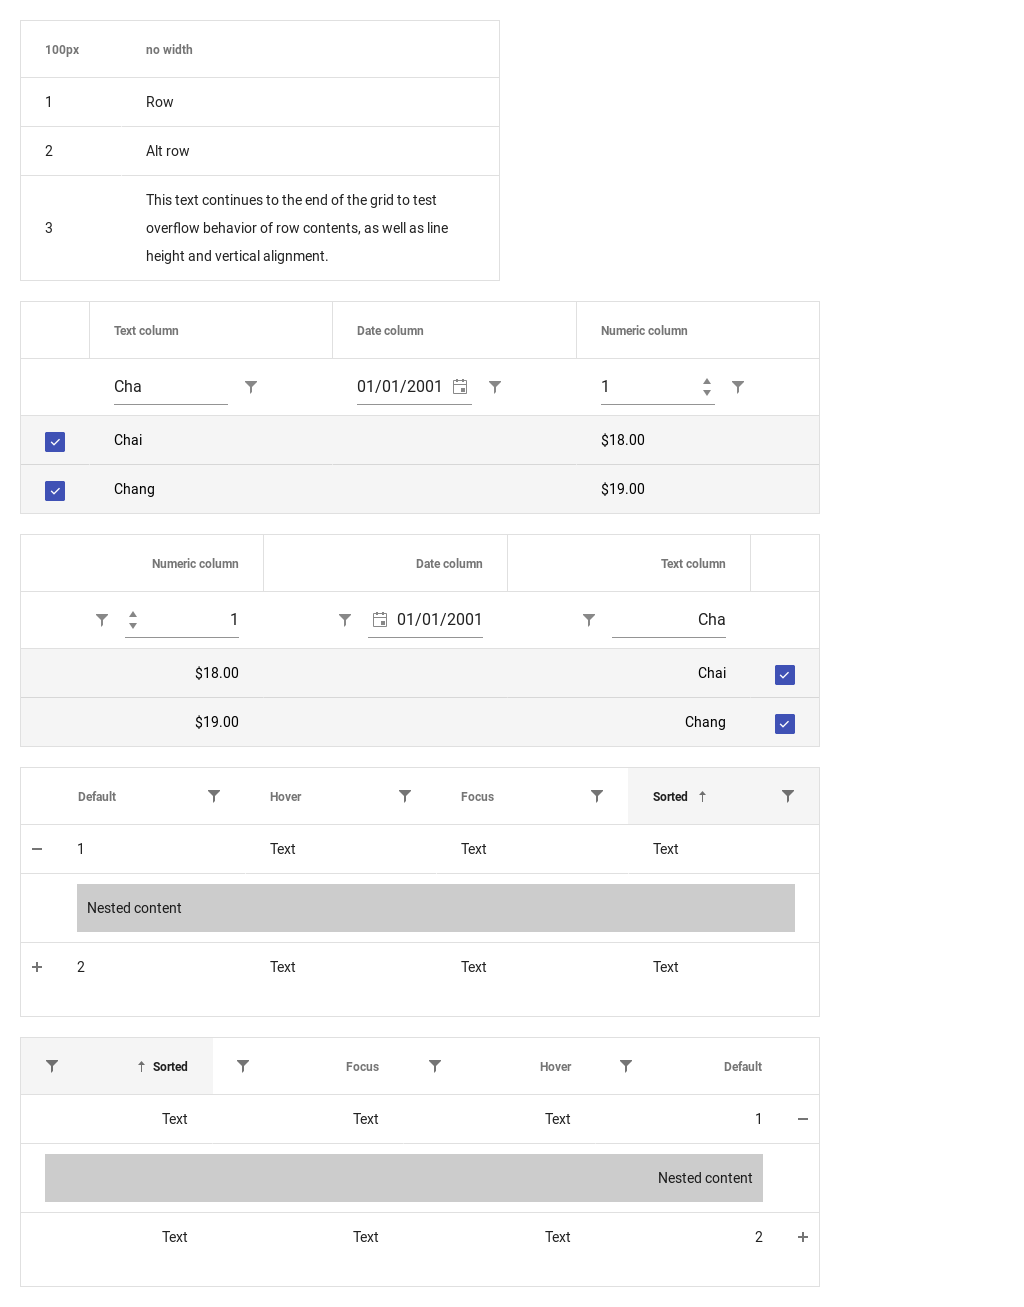 100px no width
1 Row
2 Alt row
This text continues to the end of the grid to test
3 overflow behavior of row contents, as well as line
height and vertical alignment.
Text column Date column Numeric column
Cha 01/01/2001 1
Chai $18.00
Chang $19.00
Numeric column Date column Text column
1 01/01/2001 Cha
$18.00 Chai
$19.00 Chang
Default Hover Focus Sorted
1 Text Text Text
Nested content
2 Text Text Text
Sorted Focus Hover Default
Text Text Text 1
Nested content
Text Text Text 2